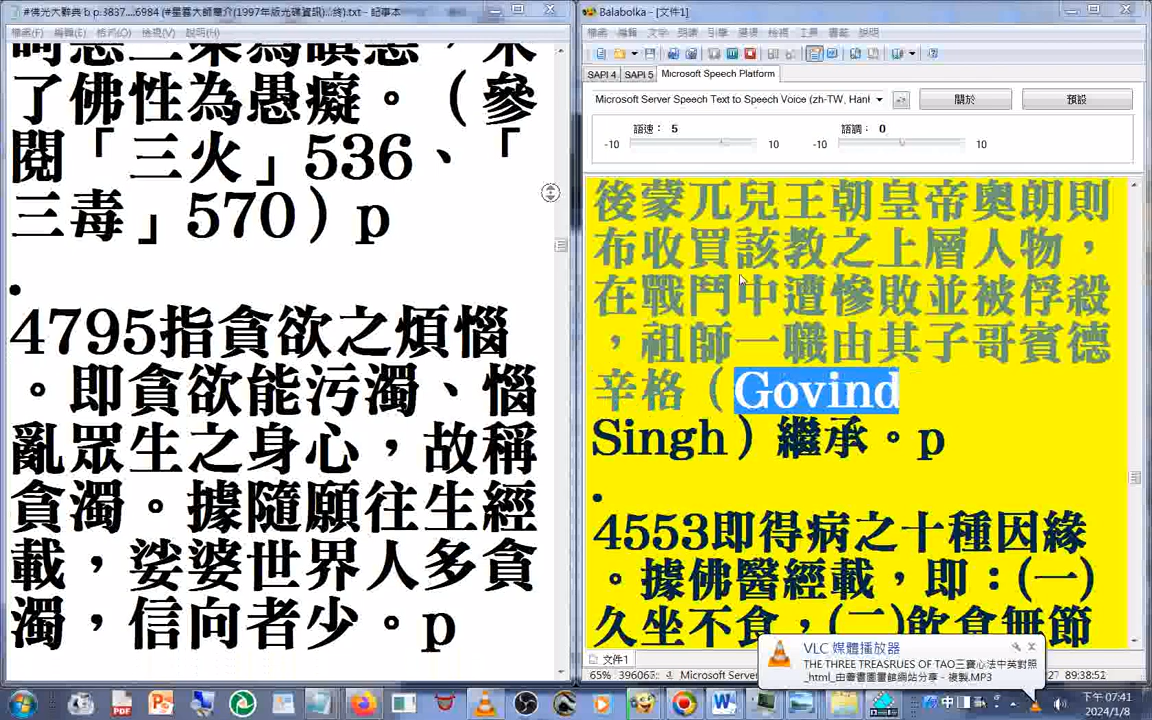 #佛光大辭典 b p.3837....6984 (#星雲大師簡介(1997年版光碟資訊)...終).txt - 記事本
檔案(F) 編輯(E) 格式(O) 檢視(V) 說明(H)
了佛性為愚癡。（參
閱「三火」536、「
三毒」570）p
•
4795指貪欲之煩惱
。即貪欲能污濁、惱
亂眾生之身心，故稱
貪濁。據隨願往生經
載，娑婆世界人多貪
濁，信向者少。p
Balabolka - [文件1]
檔案 編輯 文字 朗讀 引擎 選項 檢視 工具 書籤 說明
SAPI 4 SAPI 5 Microsoft Speech Platform
Microsoft Server Speech Text to Speech Voice (zh-TW, Hanl
關於
預設
語速： 5
語調： 0
-10 10 -10 10
後蒙兀兒王朝皇帝奧朗則
布收買該教之上層人物，
在戰鬥中遭慘敗並被俘殺
，祖師一職由其子哥賓德
辛格（Govind
Singh）繼承。p
•
4553即得病之十種因緣
。據佛醫經載，即：(一)
久坐不食，(二)飲食無節
文件1
65%
Microsoft Serve
89:38:52
VLC 媒體播放器
THE THREE TREASRUES OF TAO三寶心法中英對照
_html_由善書圖書館網站分享 - 複製.MP3
下午 07:41
2024/1/8